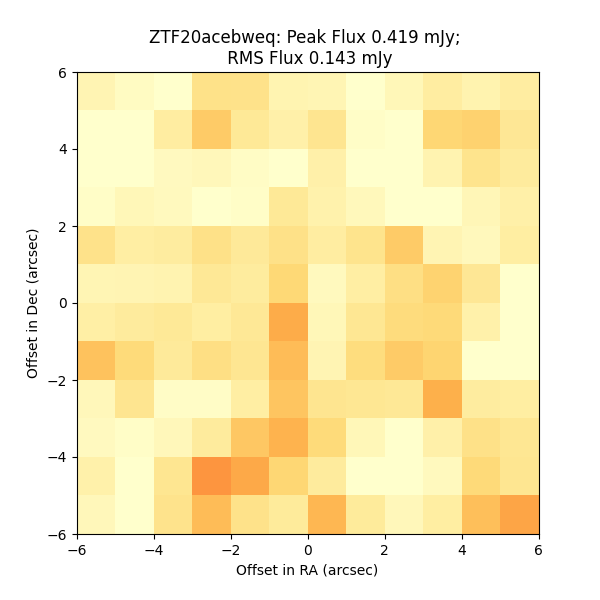 ZTF20acebweq: Peak Flux 0.419 mJy;
RMS Flux 0.143 mJy
6
4
2
0
−2
−4
−6
Offset in Dec (arcsec)
−6 −4 −2 0 2 4 6
Offset in RA (arcsec)